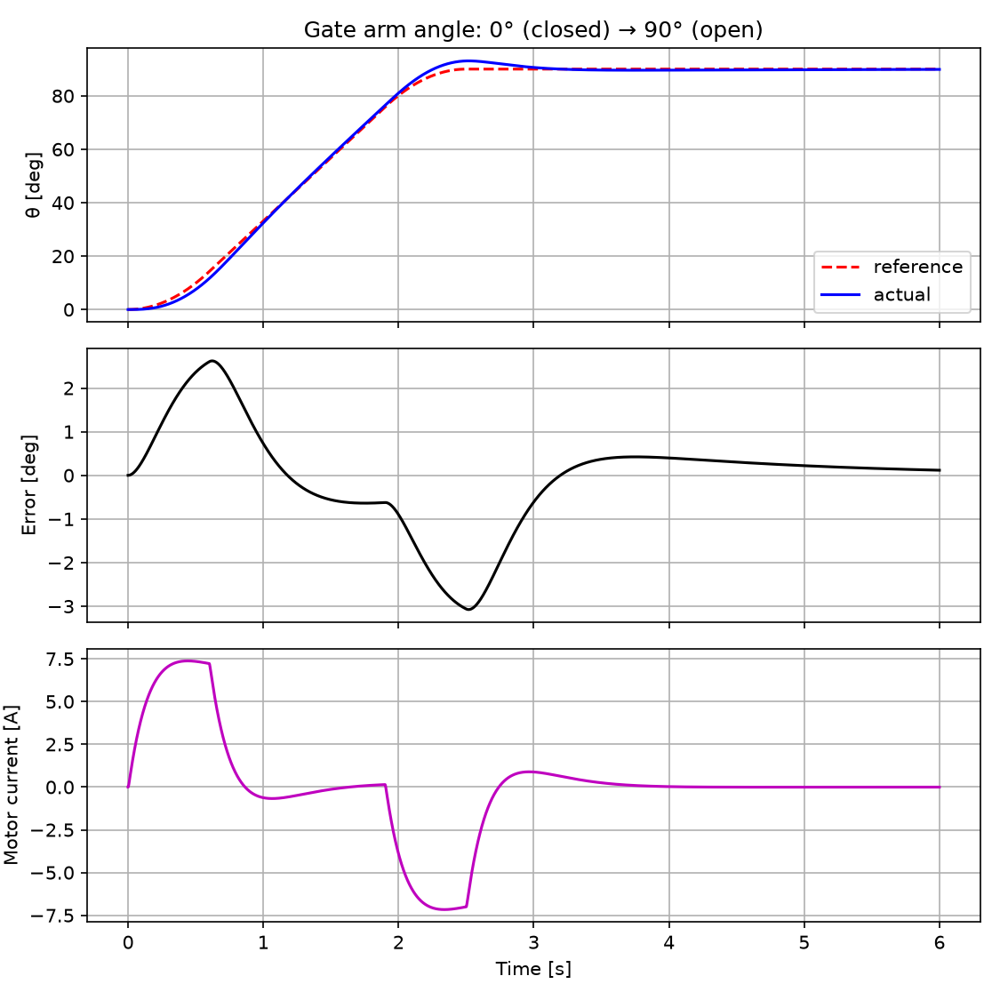 Gate arm angle: 0° (closed) → 90° (open)
80
60
40
20
0
θ [deg]
reference
actual
2
1
0
−1
−2
−3
Error [deg]
7.5
5.0
2.5
0.0
−2.5
−5.0
−7.5
Motor current [A]
0 1 2 3 4 5 6
Time [s]